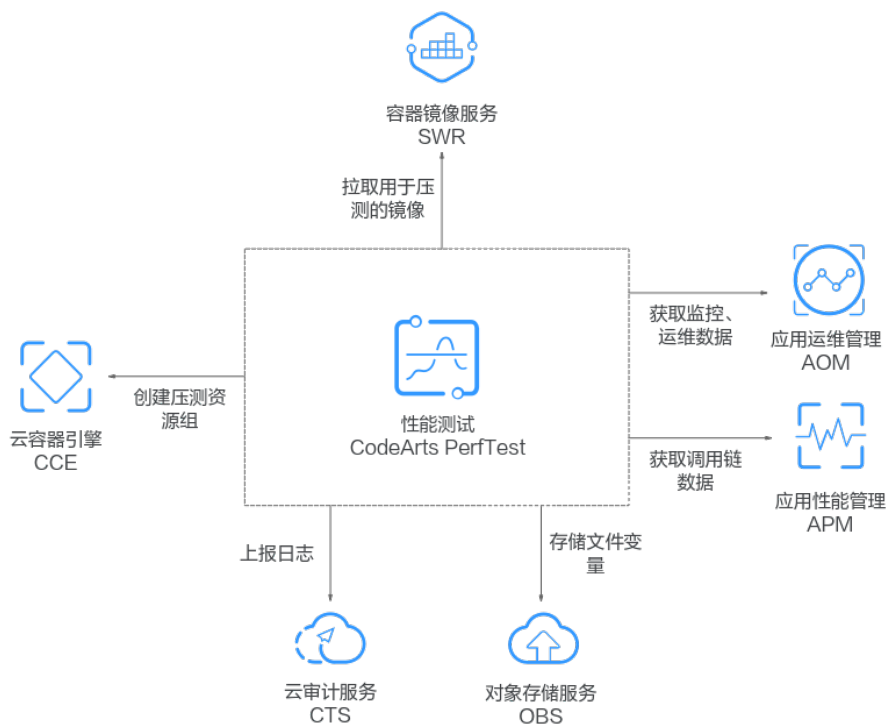 容器镜像服务
SWR
拉取用于压
测的镜像
获取监控、
运维数据
应用运维管理
AOM
创建压测资
源组
云容器引擎
CCE
性能测试
CodeArts PerfTest
获取调用链
数据
应用性能管理
APM
上报日志
存储文件变
量
云审计服务
CTS
对象存储服务
OBS